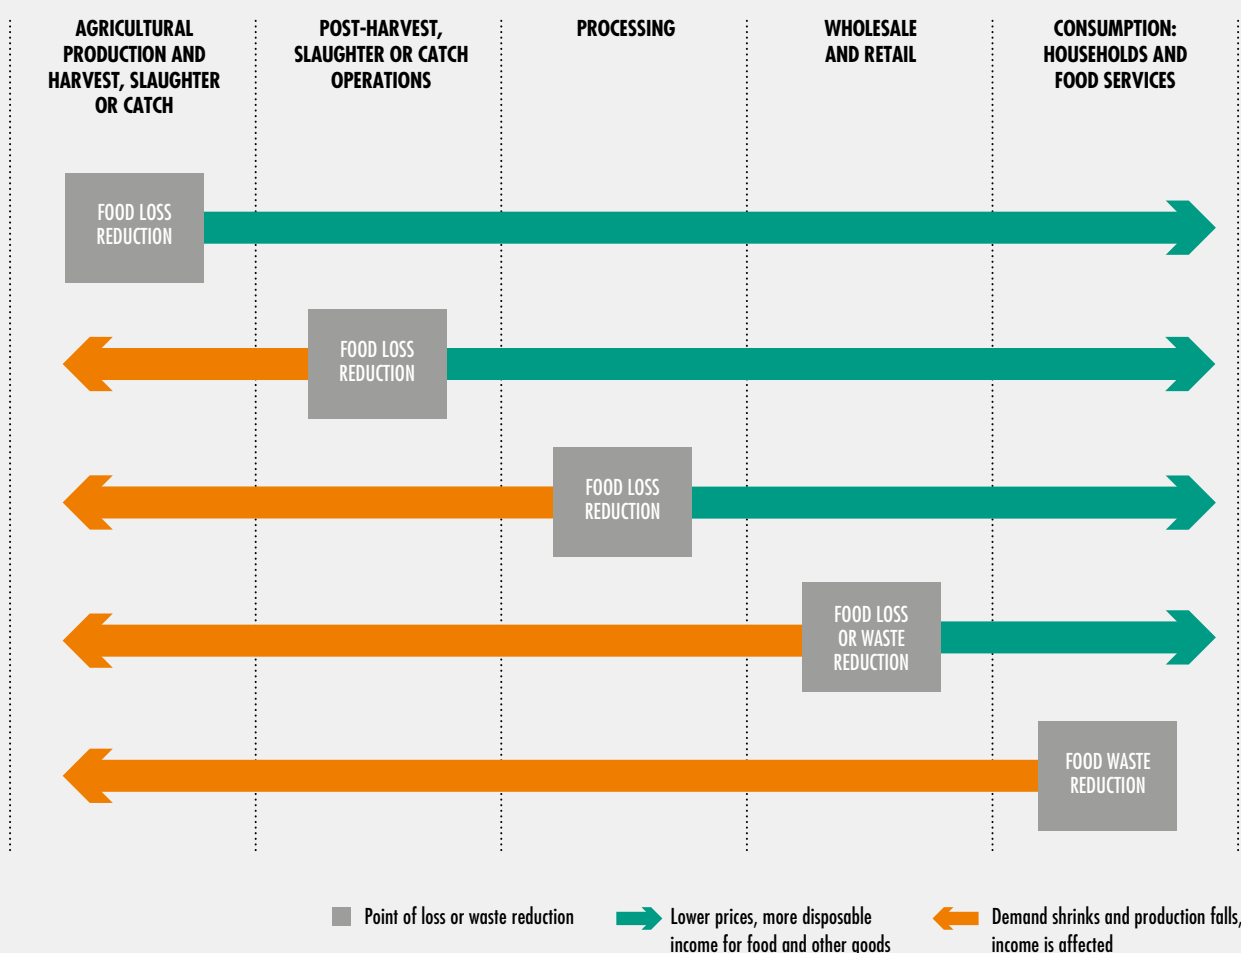 AGRICULTURAL
PRODUCTION AND
HARVEST, SLAUGHTER
OR CATCH
POST-HARVEST,
SLAUGHTER OR CATCH
OPERATIONS
PROCESSING
WHOLESALE
AND RETAIL
CONSUMPTION:
HOUSEHOLDS AND
FOOD SERVICES
FOOD LOSS
REDUCTION
FOOD LOSS
REDUCTION
FOOD LOSS
REDUCTION
FOOD LOSS
OR WASTE
REDUCTION
FOOD WASTE
REDUCTION
Point of loss or waste reduction
Lower prices, more disposable
income for food and other goods
Demand shrinks and production falls,
income is affected